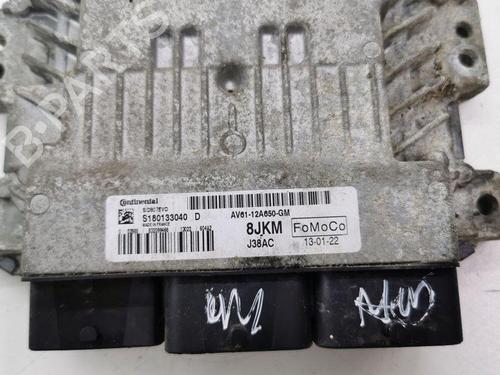 B-PARTS
Continental
SID807EVO
S180133040 D
MADE IN FRANCE
AV61-12A650-GM
8JKM
J38AC
FoMoCo
13-01-22